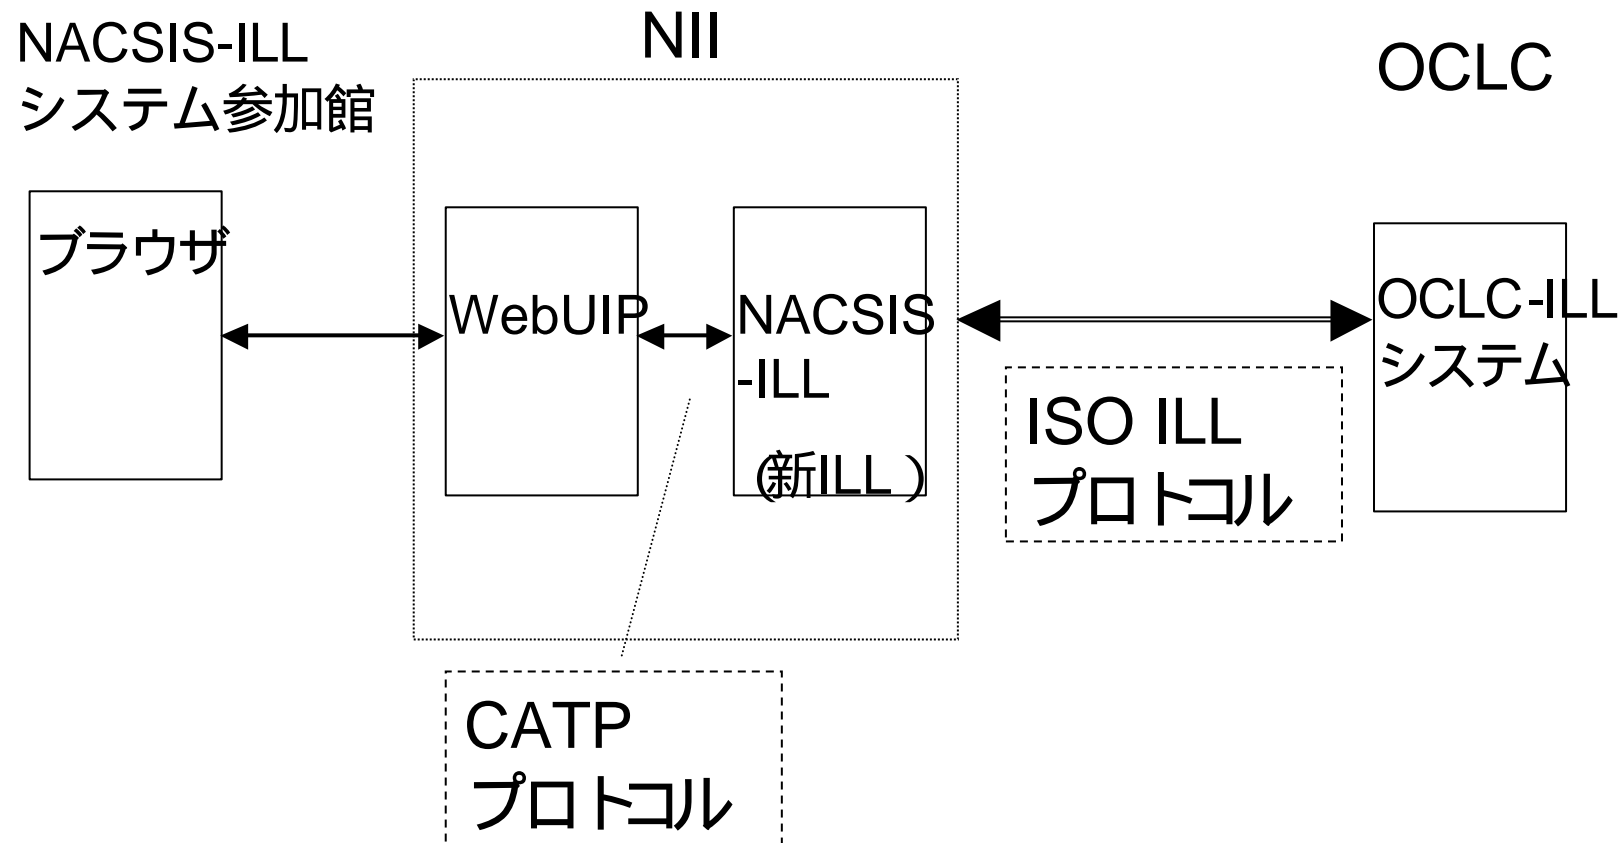 NACSIS-ILL
システム参加館
NII
OCLC
ブラウザ
WebUIP
NACSIS
-ILL
(新ILL )
OCLC-ILL
システム
ISO ILL
プロトコル
CATP
プロトコル